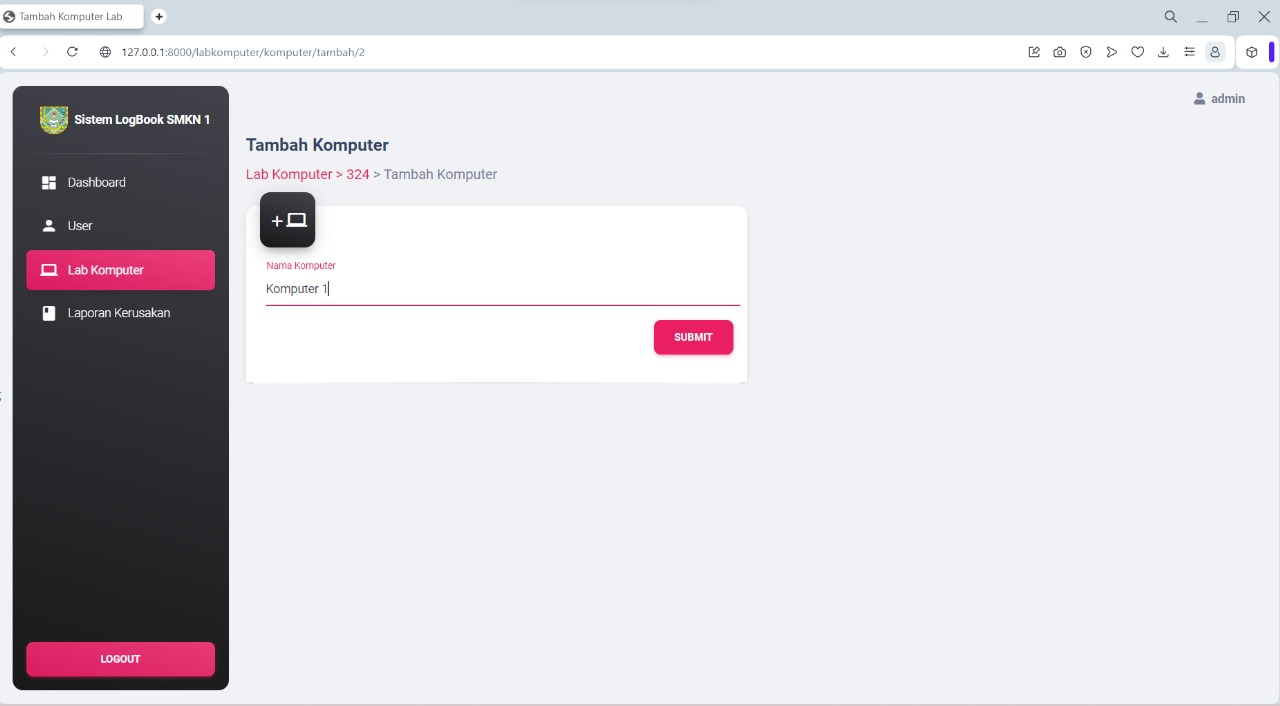 Tambah Komputer Lab
127.0.0.1:8000/labkomputer/komputer/tambah/2
Sistem LogBook SMKN 1
Dashboard
User
Lab Komputer
Laporan Kerusakan
LOGOUT
admin
Tambah Komputer
Lab Komputer > 324 > Tambah Komputer
Nama Komputer
Komputer 1
SUBMIT